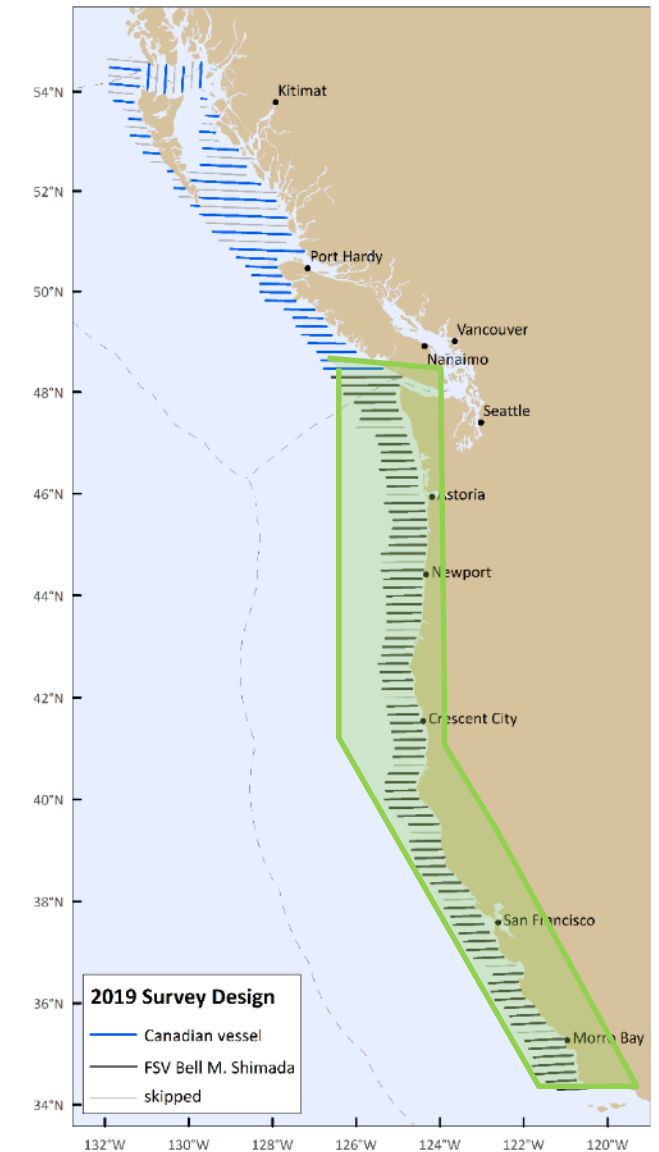 54°N
Kitimat
52°N
Port Hardy
50°N
Vancouver
Nanaimo
48°N
Seattle
46°N
Astoria
Newport
44°N
42°N
Crescent City
40°N
38°N
San Francisco
36°N
Morro Bay
34°N
2019 Survey Design
Canadian vessel
FSV Bell M. Shimada
skipped
132°W 130°W 128°W 126°W 124°W 122°W 120°W